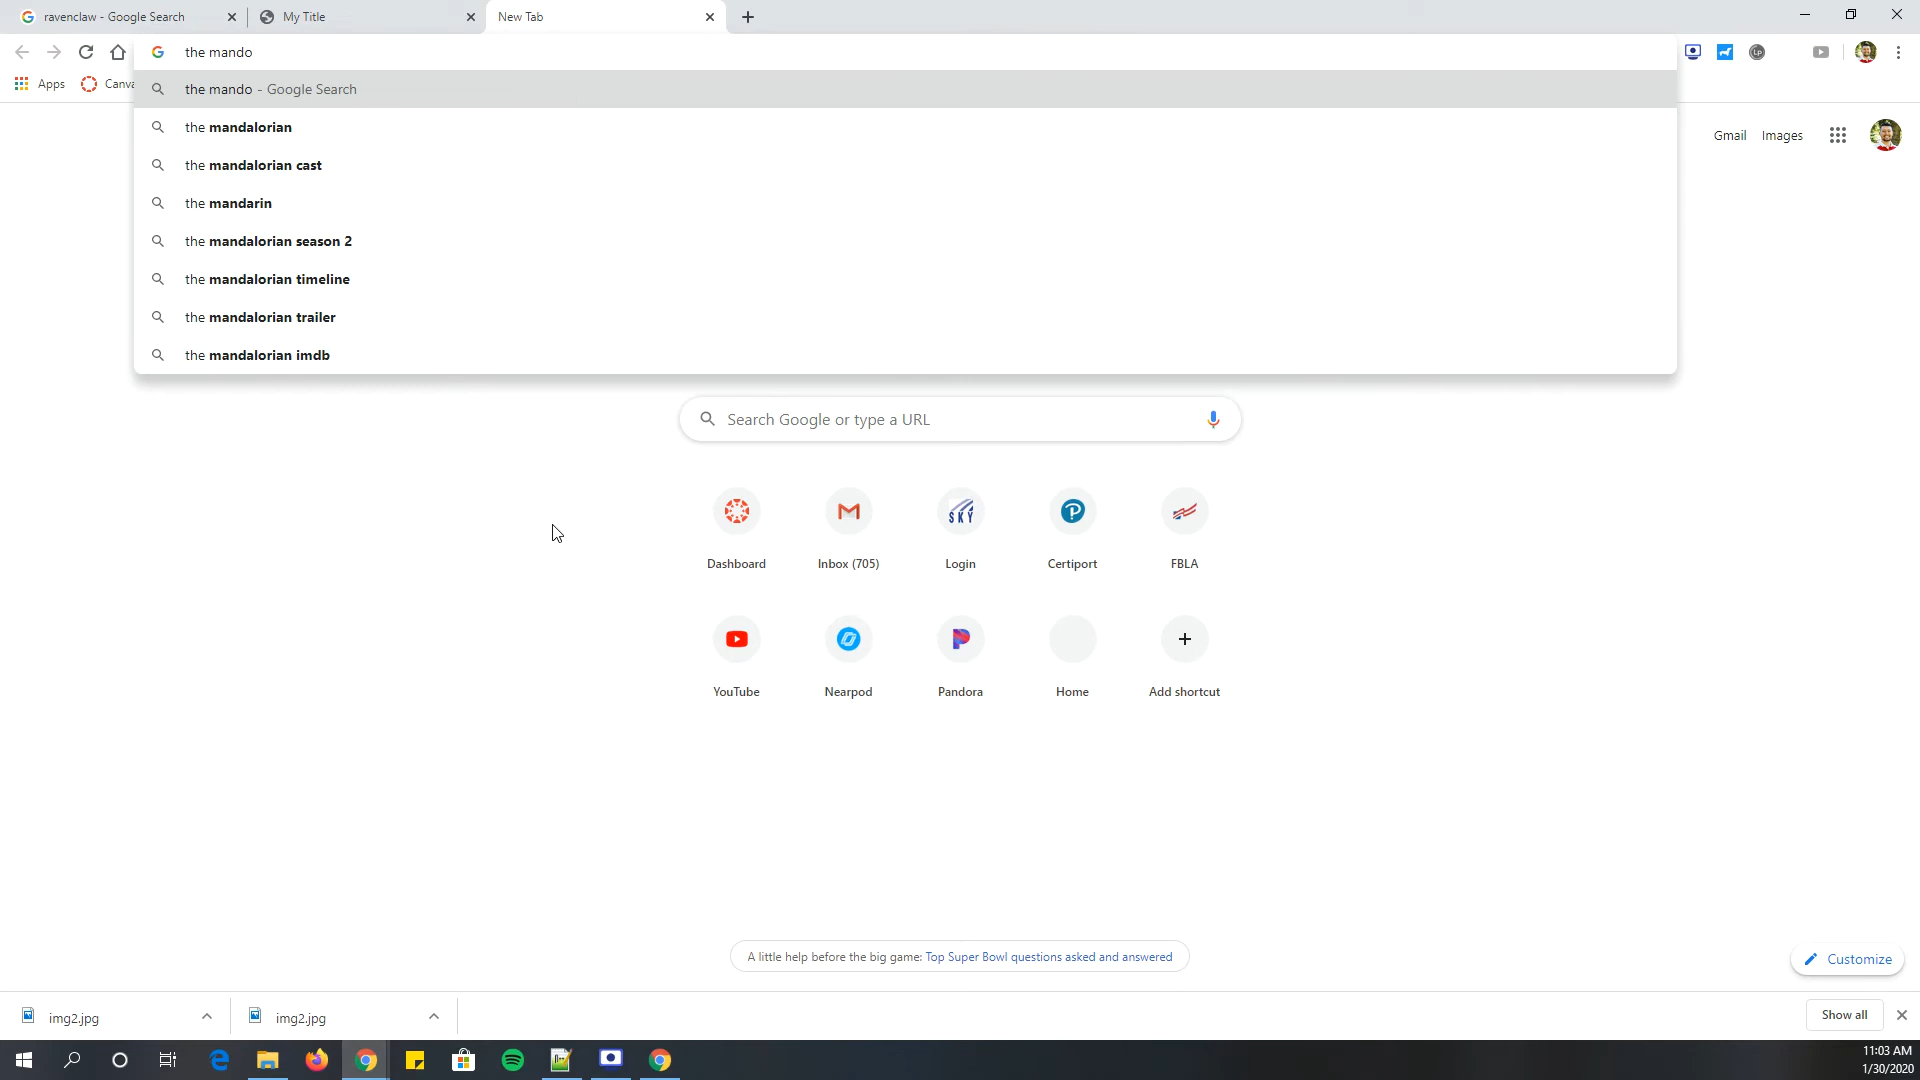 ravenclaw - Google Search
My Title
New Tab
the mando
Apps
Canva
the mando - Google Search
the mandalorian
the mandalorian cast
the mandarin
the mandalorian season 2
the mandalorian timeline
the mandalorian trailer
the mandalorian imdb
Gmail Images
Search Google or type a URL
SKY
Dashboard
Inbox (705)
Login
Certiport
FBLA
YouTube
Nearpod
Pandora
Home
Add shortcut
A little help before the big game: Top Super Bowl questions asked and answered
Customize
img2.jpg
img2.jpg
Show all
11:03 AM
1/30/2020